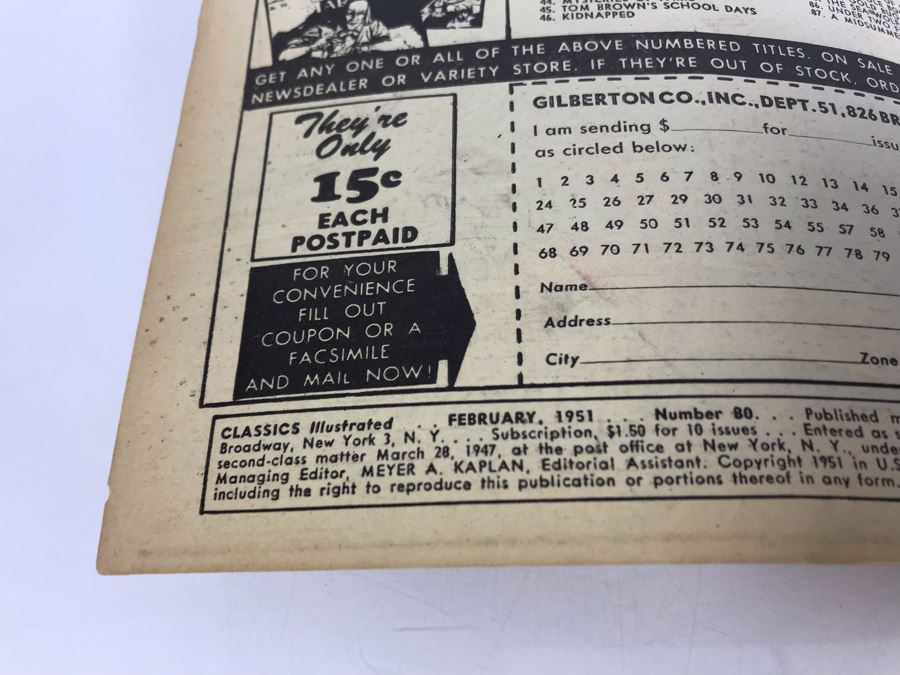 45. TOM BROWN'S SCHOOL DAYS
46. KIDNAPPED
86. UNDER TWO
87. A MIDSUMME
GET ANY ONE OR ALL OF THE ABOVE NUMBERED TITLES, ON SALE
NEWSDEALER OR VARIETY STORE. IF THEY'RE OUT OF STOCK, ORD
They're
Only
15c
EACH
POSTPAID
FOR YOUR
CONVENIENCE
FILL OUT
COUPON OR A
FACSIMILE
AND MAIL NOW!
GILBERTON CO., INC., DEPT. 51, 826 BR
I am sending $ for issu
as circled below:
1 2 3 4 5 6 7 8 9 10 12 13 14 15
24 25 26 27 29 30 31 32 33 34 36
47 48 49 50 51 52 53 54 55 57 58
68 69 70 71 72 73 74 75 76 77 78 79
Name
Address
City Zone
CLASSICS Illustrated . . FEBRUARY, 1951 . . . Number 80. . . Published m
Broadway, New York 3, N. Y. . . . Subscription, $1.50 for 10 issues . . . Entered as s
second-class matter March 28, 1947, at the post office at New York, N. Y., unde
Managing Editor, MEYER A. KAPLAN, Editorial Assistant. Copyright 1951 in U.S
including the right to reproduce this publication or portions thereof in any form.